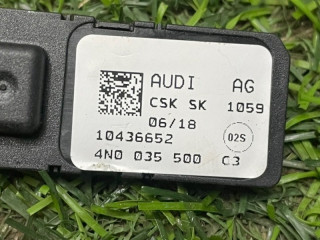 AUDI AG
CSK SK 1059
06/18
02S
10436652
4N0 035 500 C3